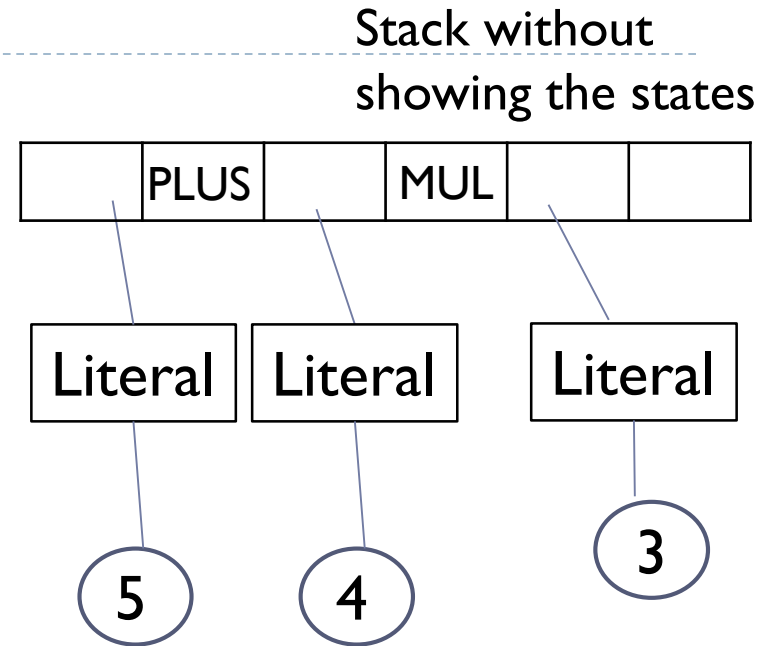 Stack without
showing the states
PLUS MUL
Literal Literal Literal
5 4 3